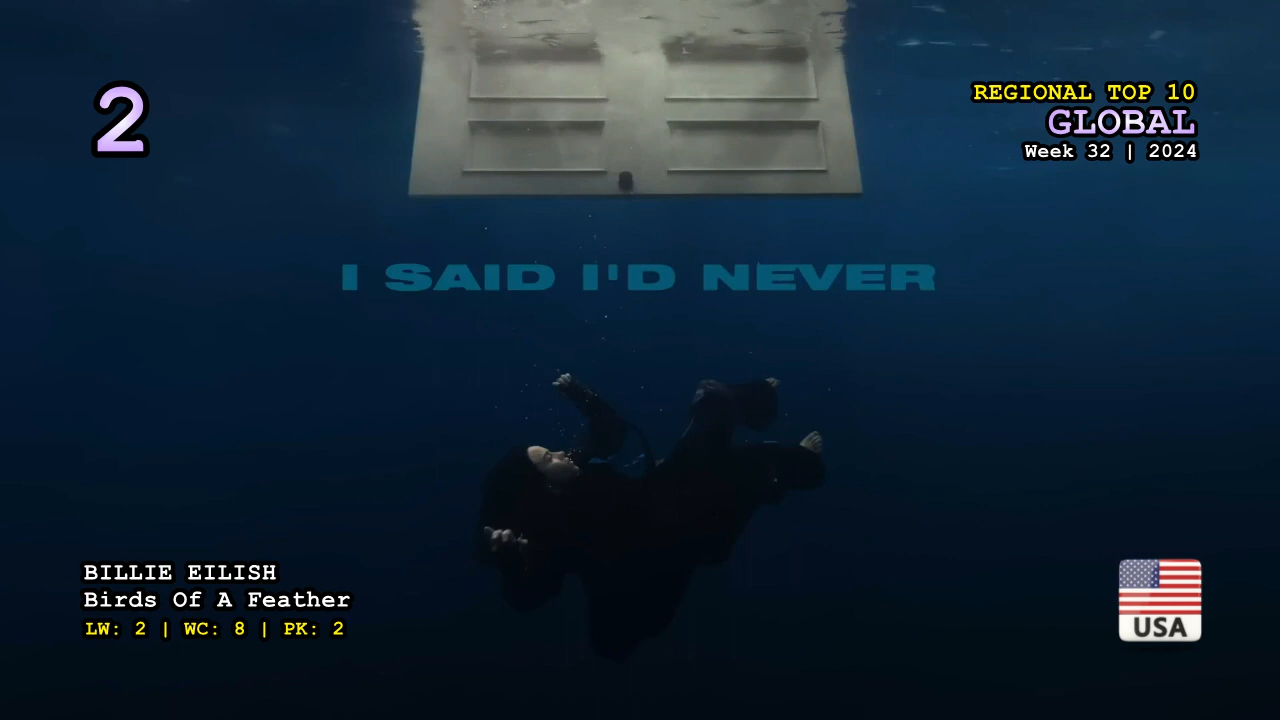 2
REGIONAL TOP 10
GLOBAL
Week 32 | 2024
I SAID I'D NEVER
BILLIE EILISH
Birds Of A Feather
LW: 2 | WC: 8 | PK: 2
USA